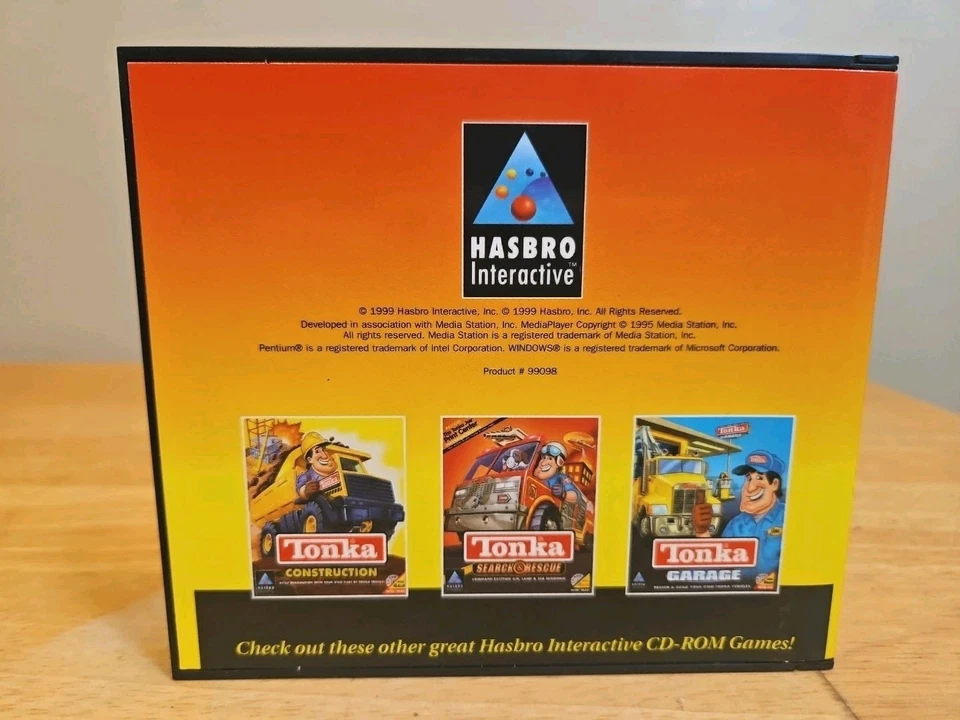 HASBRO
Interactive™
© 1999 Hasbro Interactive, Inc. © 1999 Hasbro, Inc. All Rights Reserved.
Developed in association with Media Station, Inc. MediaPlayer Copyright © 1995 Media Station, Inc.
All rights reserved. Media Station is a registered trademark of Media Station, Inc.
Pentium® is a registered trademark of Intel Corporation. WINDOWS® is a registered trademark of Microsoft Corporation.
Product # 99098
Tonka
CONSTRUCTION
Print Center
Tonka
SEARCH & RESCUE
Tonka
Tonka
GARAGE
Check out these other great Hasbro Interactive CD-ROM Games!